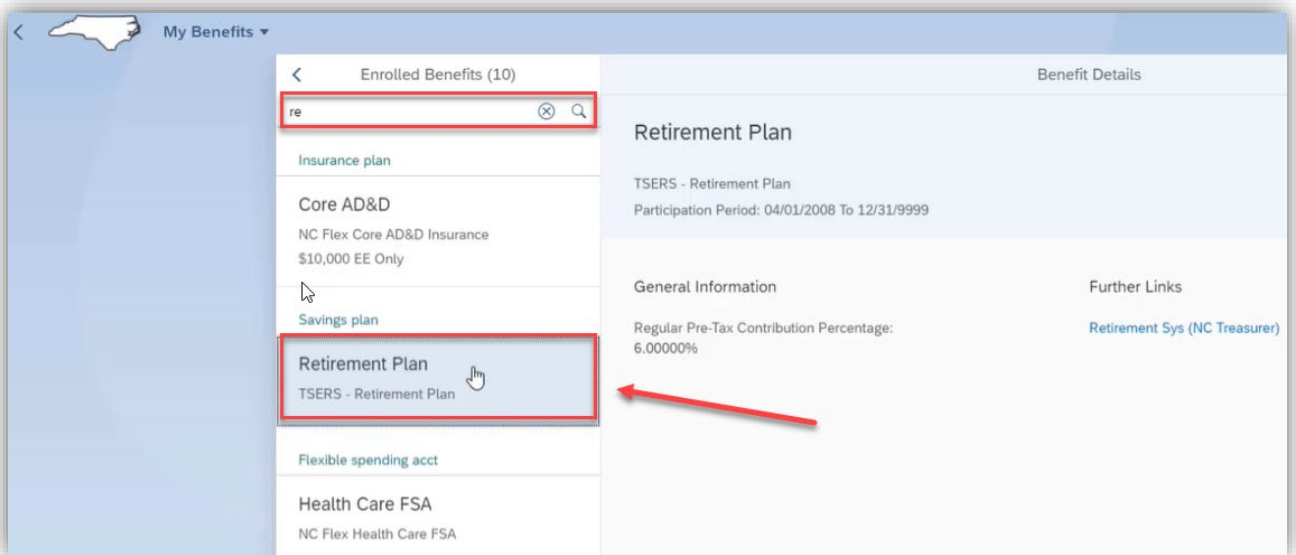 My Benefits
Enrolled Benefits (10)
re
Insurance plan
Core AD&D
NC Flex Core AD&D Insurance
$10,000 EE Only
Savings plan
Retirement Plan
TSERS - Retirement Plan
Flexible spending acct
Health Care FSA
NC Flex Health Care FSA
Benefit Details
Retirement Plan
TSERS - Retirement Plan
Participation Period: 04/01/2008 To 12/31/9999
General Information
Regular Pre-Tax Contribution Percentage:
6.00000%
Further Links
Retirement Sys (NC Treasurer)